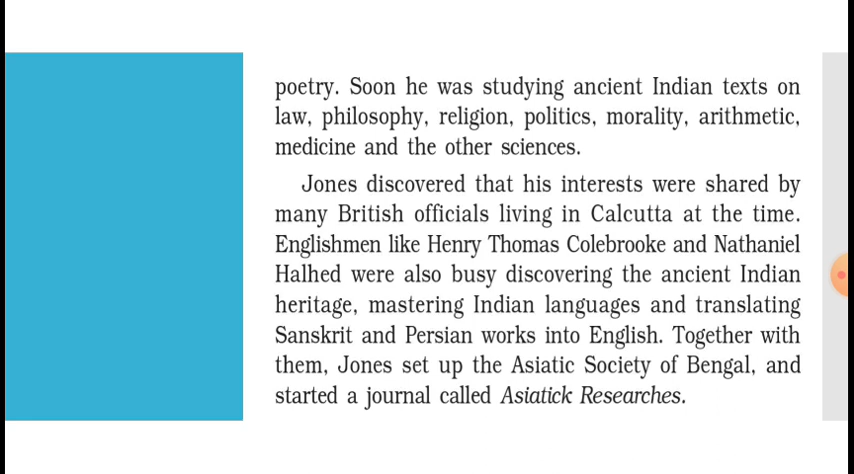 poetry. Soon he was studying ancient Indian texts on
law, philosophy, religion, politics, morality, arithmetic,
medicine and the other sciences.
Jones discovered that his interests were shared by
many British officials living in Calcutta at the time.
Englishmen like Henry Thomas Colebrooke and Nathaniel
Halhed were also busy discovering the ancient Indian
heritage, mastering Indian languages and translating
Sanskrit and Persian works into English. Together with
them, Jones set up the Asiatic Society of Bengal, and
started a journal called Asiatick Researches.